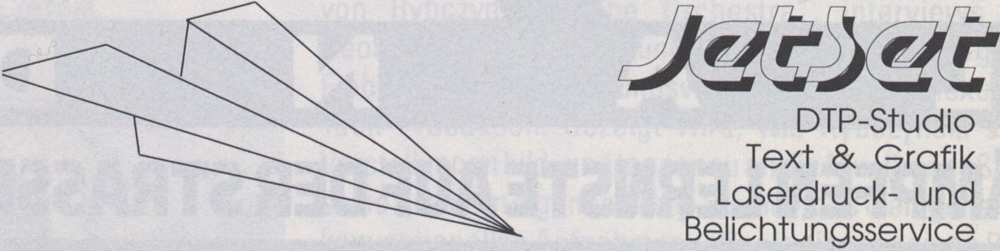 JetSet
DTP-Studio
Text & Grafik
Laserdruck- und
Belichtungsservice